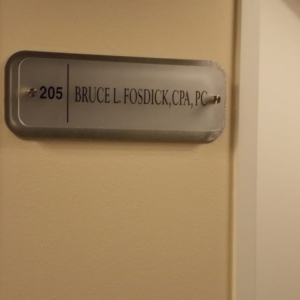 205 BRUCE L. FOSDICK, CPA, PC